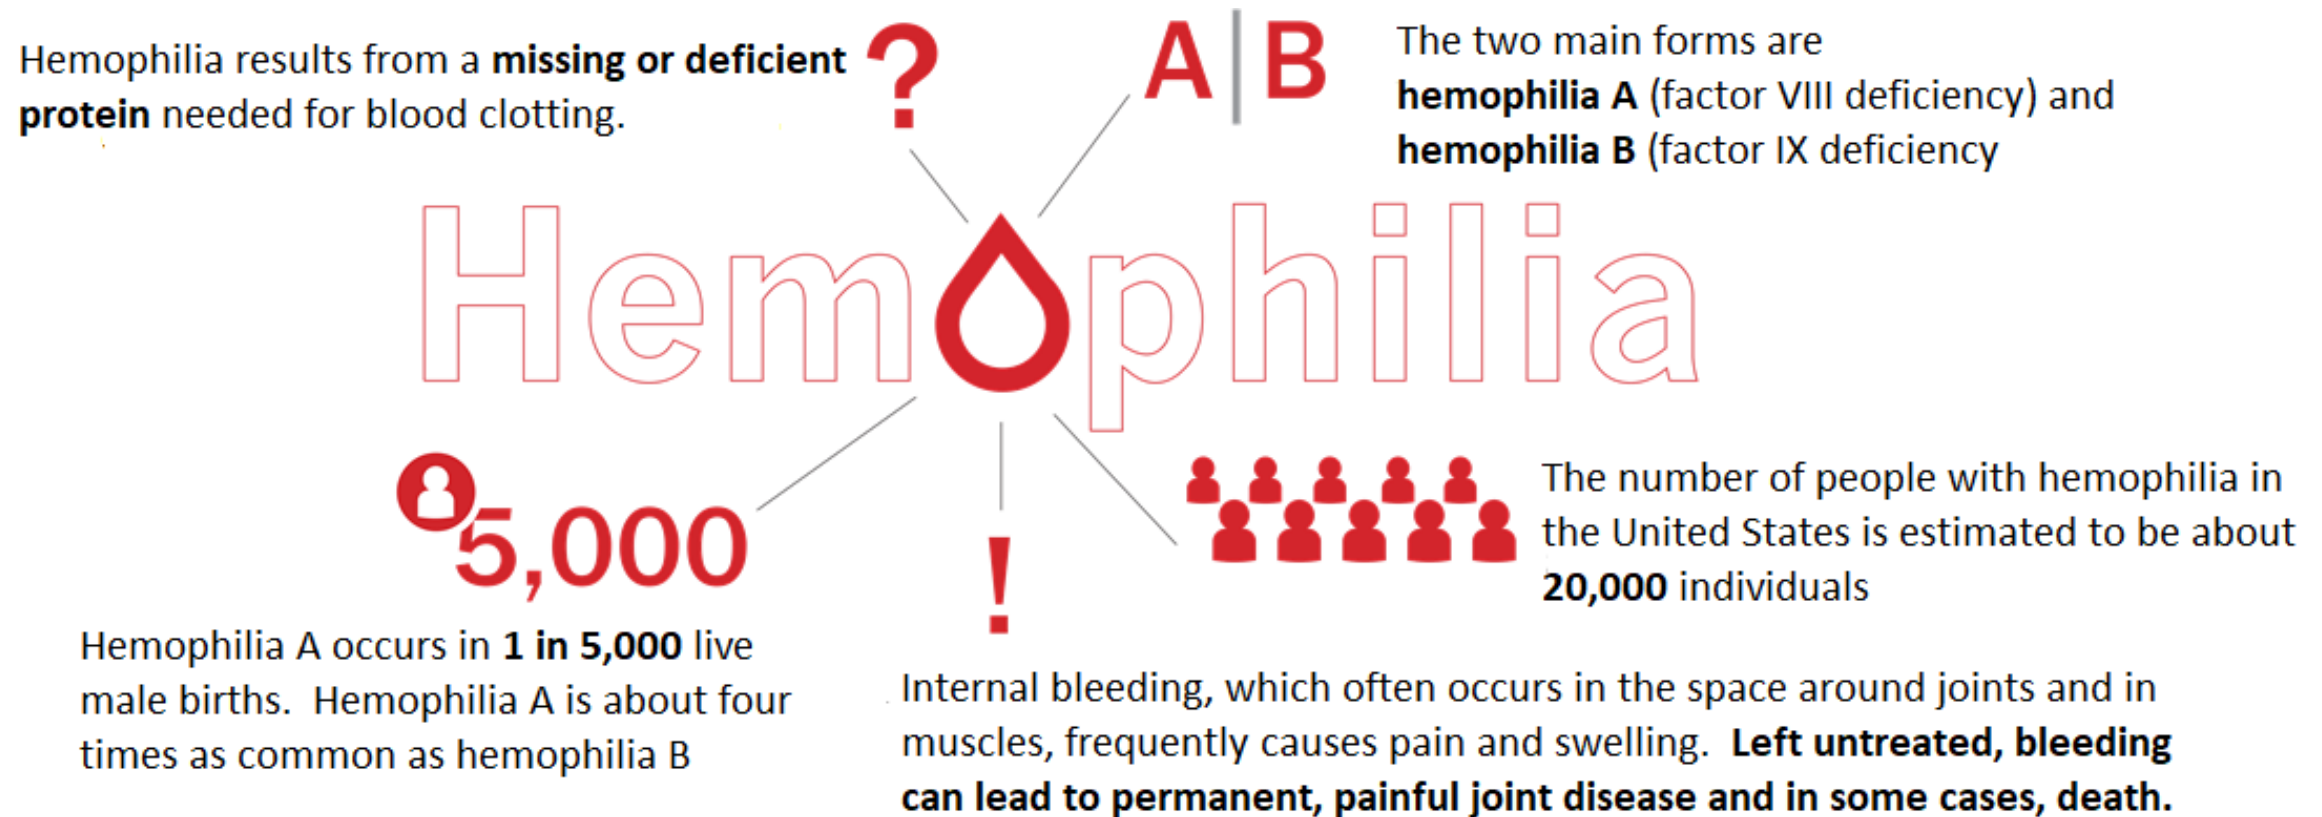 Hemophilia results from a missing or deficient
protein needed for blood clotting.
?
A|B
The two main forms are
hemophilia A (factor VIII deficiency) and
hemophilia B (factor IX deficiency
Hemophilia
5,000
Hemophilia A occurs in 1 in 5,000 live
male births.  Hemophilia A is about four
times as common as hemophilia B
!
Internal bleeding, which often occurs in the space around joints and in
muscles, frequently causes pain and swelling.  Left untreated, bleeding
can lead to permanent, painful joint disease and in some cases, death.
The number of people with hemophilia in
the United States is estimated to be about
20,000 individuals